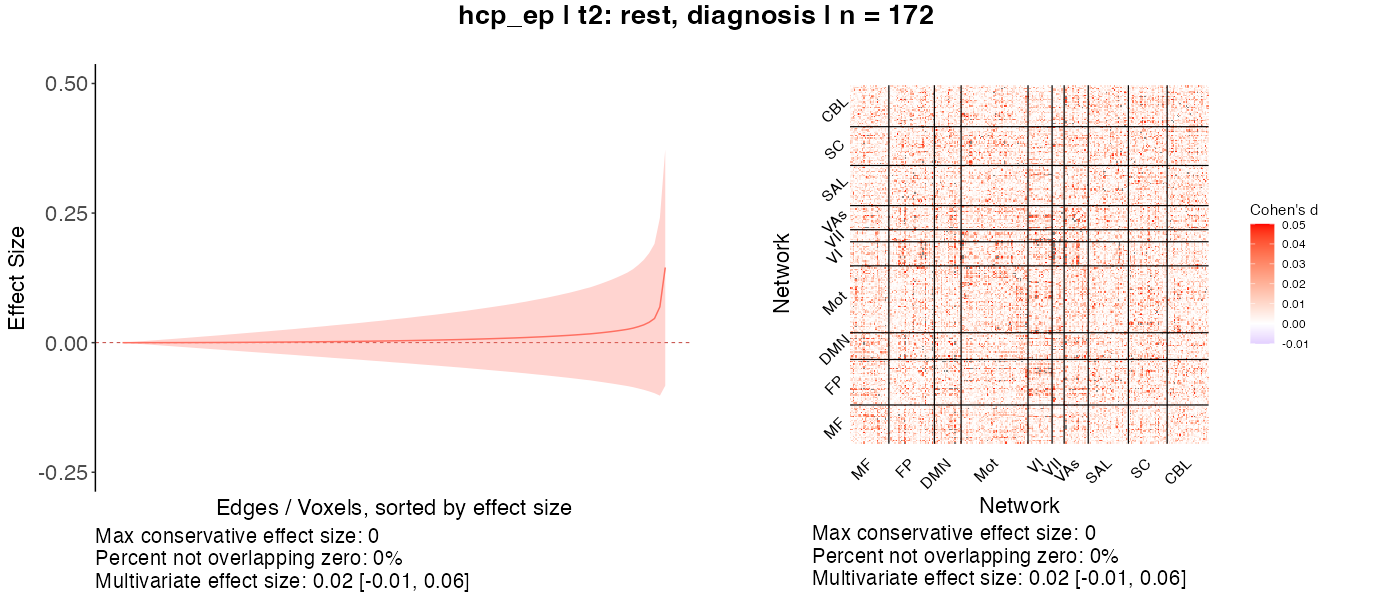 hcp_ep | t2: rest, diagnosis | n = 172
Effect Size
0.50
0.25
0.00
-0.25
Edges / Voxels, sorted by effect size
Max conservative effect size: 0
Percent not overlapping zero: 0%
Multivariate effect size: 0.02 [-0.01, 0.06]
Network
CBL
SC
SAL
VAs
VII
VI
Mot
DMN
FP
MF
MF
FP
DMN
Mot
VI
VII
VAs
SAL
SC
CBL
Network
Max conservative effect size: 0
Percent not overlapping zero: 0%
Multivariate effect size: 0.02 [-0.01, 0.06]
Cohen's d
0.05
0.04
0.03
0.02
0.01
0.00
-0.01